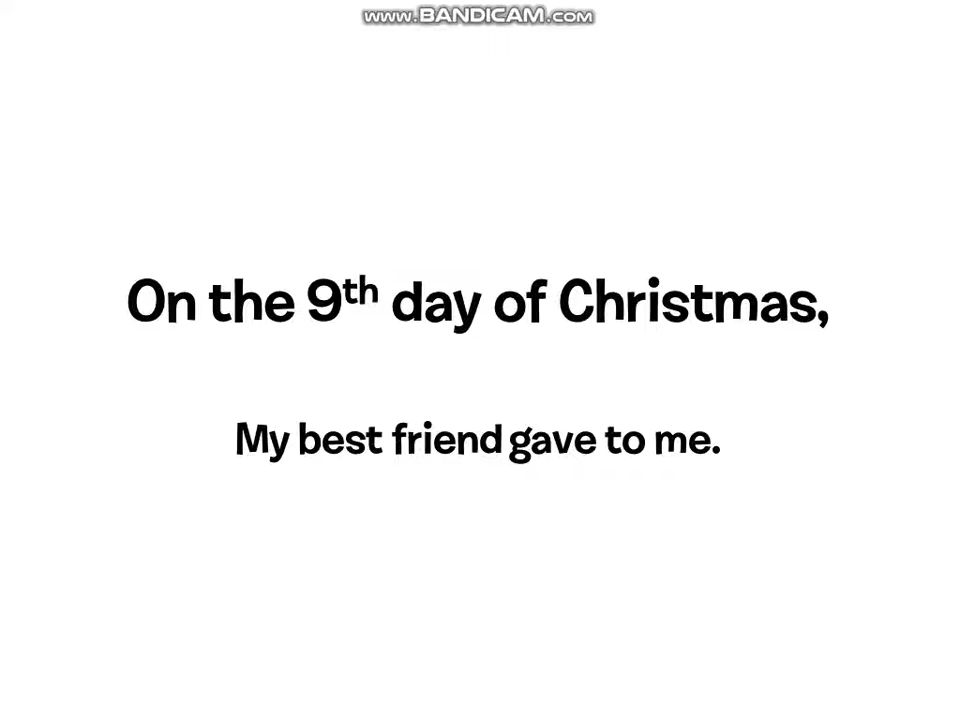 www.BANDICAM.com
On the 9th day of Christmas,
My best friend gave to me.